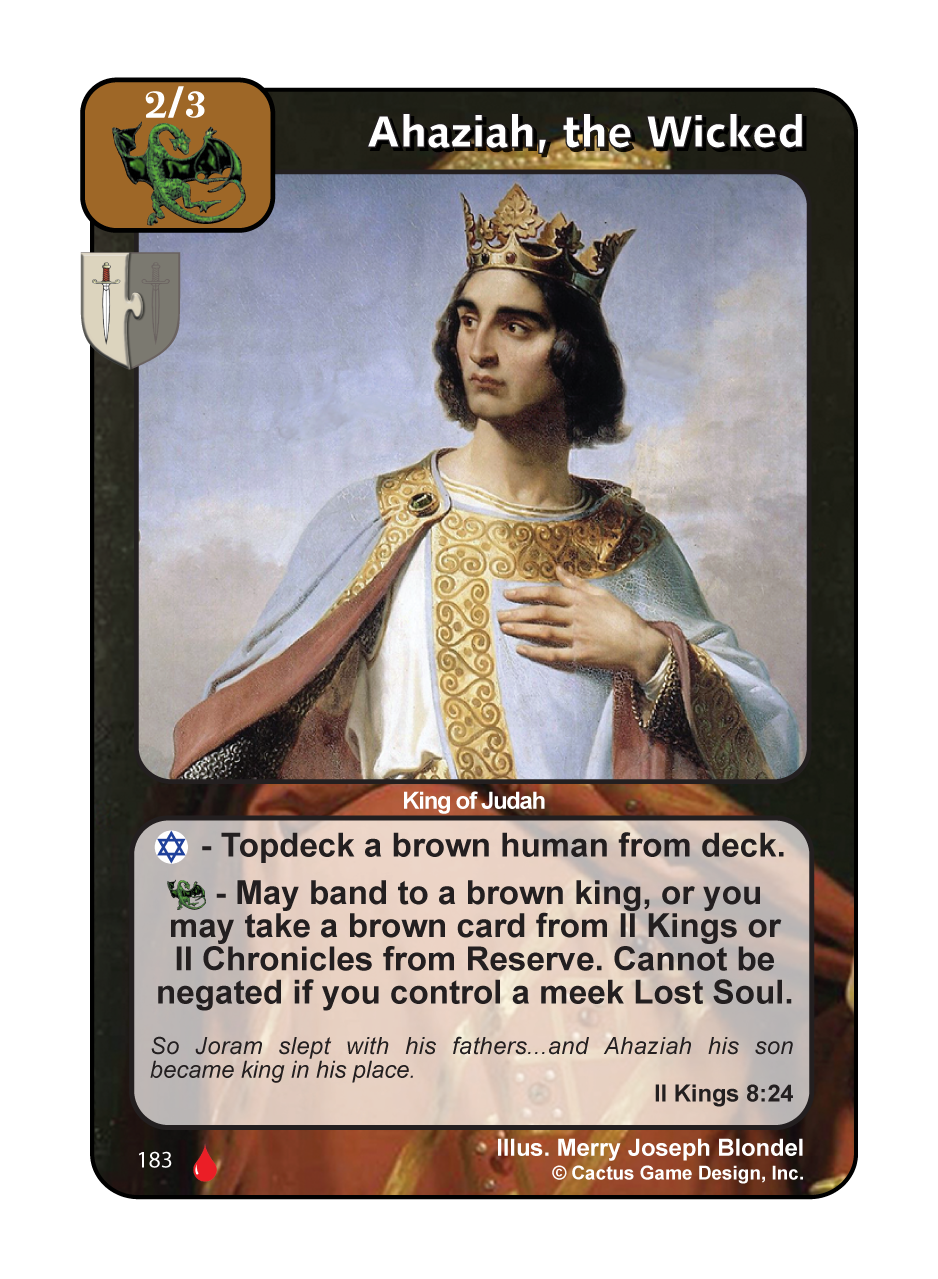 2/3
Ahaziah, the Wicked
King of Judah
- Topdeck a brown human from deck.
- May band to a brown king, or you
may take a brown card from II Kings or
II Chronicles from Reserve. Cannot be
negated if you control a meek Lost Soul.
So Joram slept with his fathers...and Ahaziah his son
became king in his place.
II Kings 8:24
183
Illus. Merry Joseph Blondel
© Cactus Game Design, Inc.